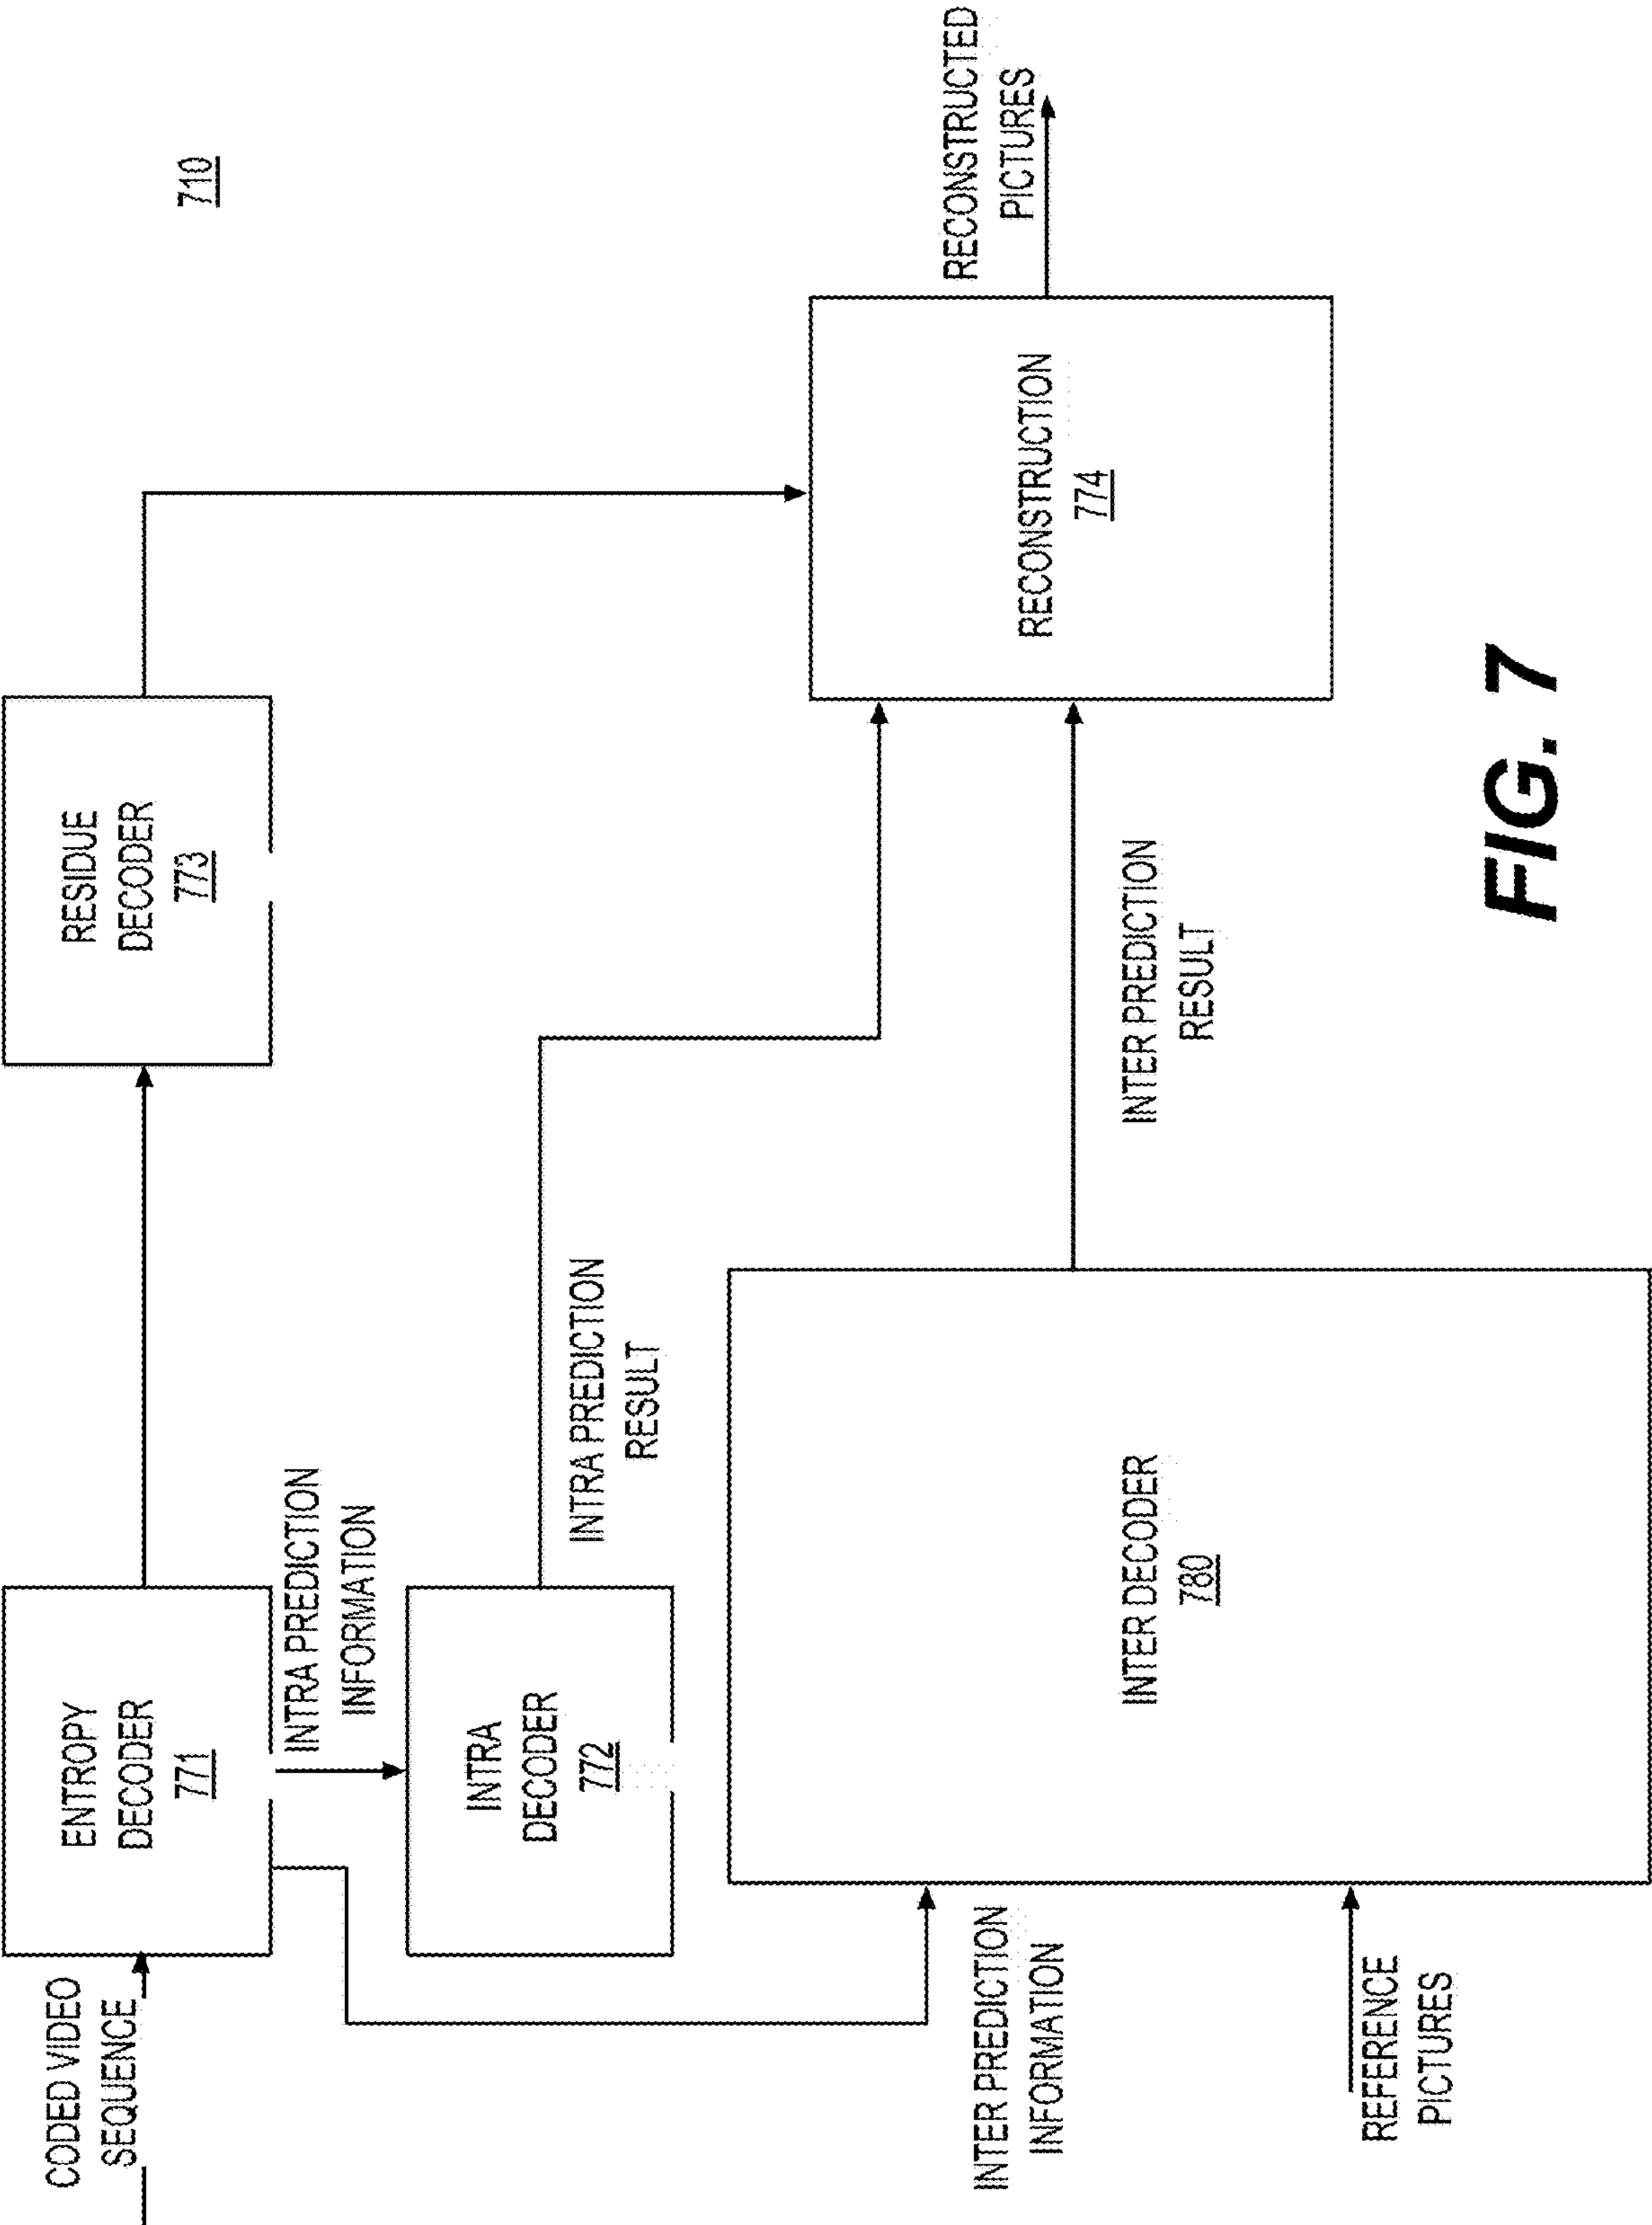 710
CODED VIDEO
SEQUENCE
ENTROPY
DECODER
771
RESIDUE
DECODER
773
INTRA PREDICTION
INFORMATION
INTRA
DECODER
772
INTRA PREDICTION
RESULT
INTER PREDICTION
INFORMATION
REFERENCE
PICTURES
INTER DECODER
780
INTER PREDICTION
RESULT
RECONSTRUCTION
774
RECONSTRUCTED
PICTURES
FIG. 7